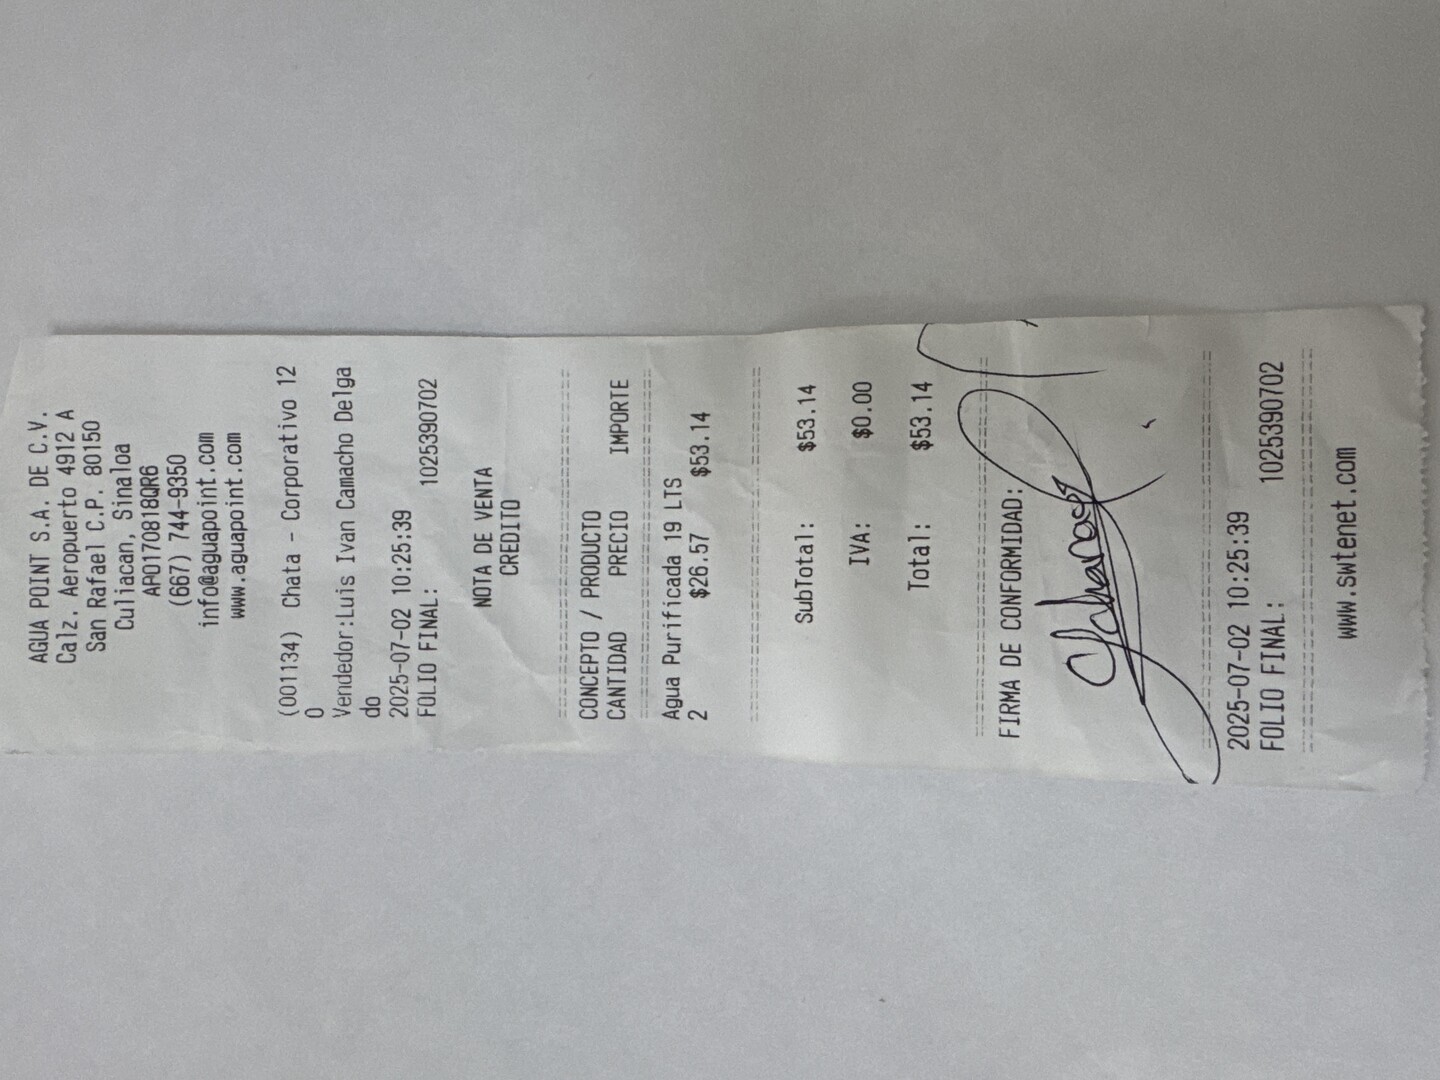 AGUA POINT S.A. DE C.V.
Calz. Aeropuerto 4912 A
San Rafael C.P. 80150
Culiacan, Sinaloa
APO170818QR6
(667) 744-9350
info@aguapoint.com
www.aguapoint.com
(001134) Chata - Corporativo 12
0
Vendedor:Luis Ivan Camacho Delga
do
2025-07-02 10:25:39
FOLIO FINAL: 1025390702
NOTA DE VENTA
CREDITO
================================
CONCEPTO / PRODUCTO
CANTIDAD PRECIO IMPORTE
================================
Agua Purificada 19 LTS
2 $26.57 $53.14
================================
SubTotal: $53.14
IVA: $0.00
Total: $53.14
================================
FIRMA DE CONFORMIDAD:
================================
2025-07-02 10:25:39
FOLIO FINAL: 1025390702
================================
www.swtenet.com